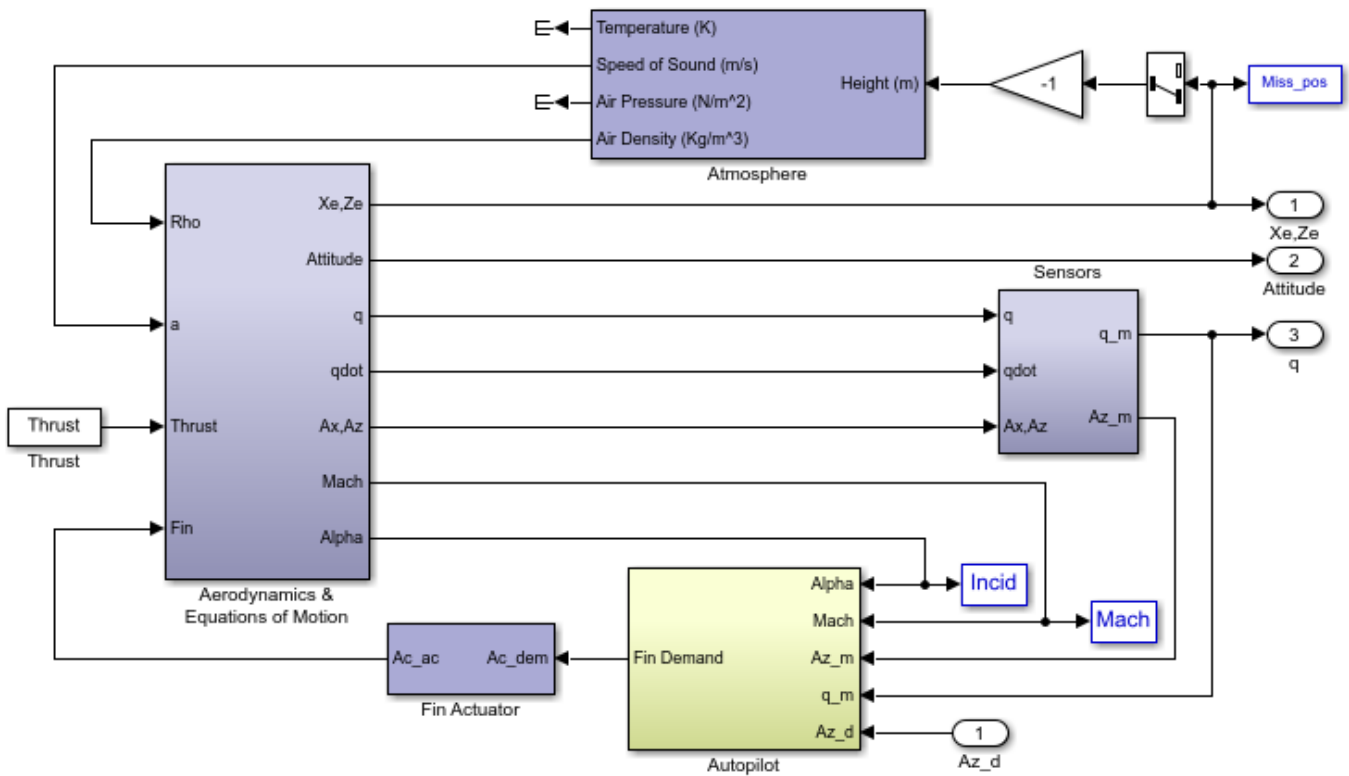 Temperature (K)
Speed of Sound (m/s)
Air Pressure (N/m^2)
Air Density (Kg/m^3)
Height (m)
Atmosphere
-1
Miss_pos
Rho
a
Thrust
Fin
Xe,Ze
Attitude
q
qdot
Ax,Az
Mach
Alpha
Aerodynamics &
Equations of Motion
Thrust
Thrust
Sensors
q
qdot
Ax,Az
q_m
Az_m
1
Xe,Ze
2
Attitude
3
q
Alpha
Mach
Az_m
q_m
Az_d
Fin Demand
Autopilot
Incid
Mach
Ac_ac
Ac_dem
Fin Actuator
1
Az_d